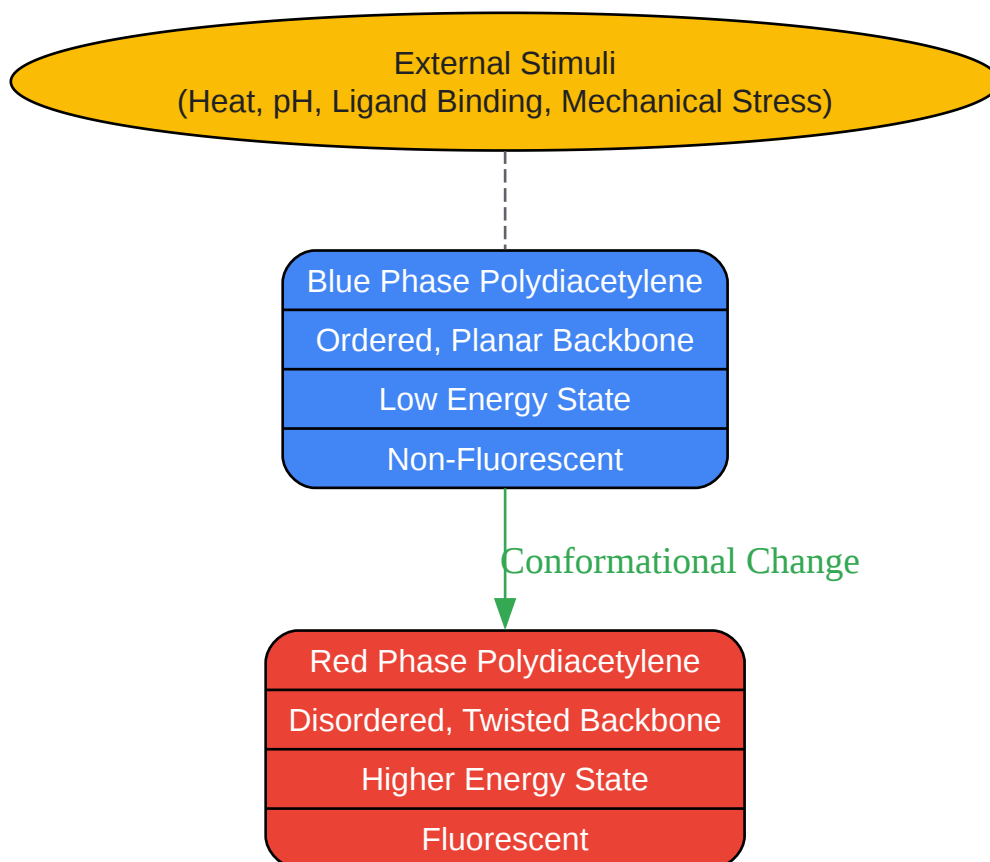 External Stimuli
(Heat, pH, Ligand Binding, Mechanical Stress)
Blue Phase Polydiacetylene
Ordered, Planar Backbone
Low Energy State
Non-Fluorescent
Conformational Change
Red Phase Polydiacetylene
Disordered, Twisted Backbone
Higher Energy State
Fluorescent